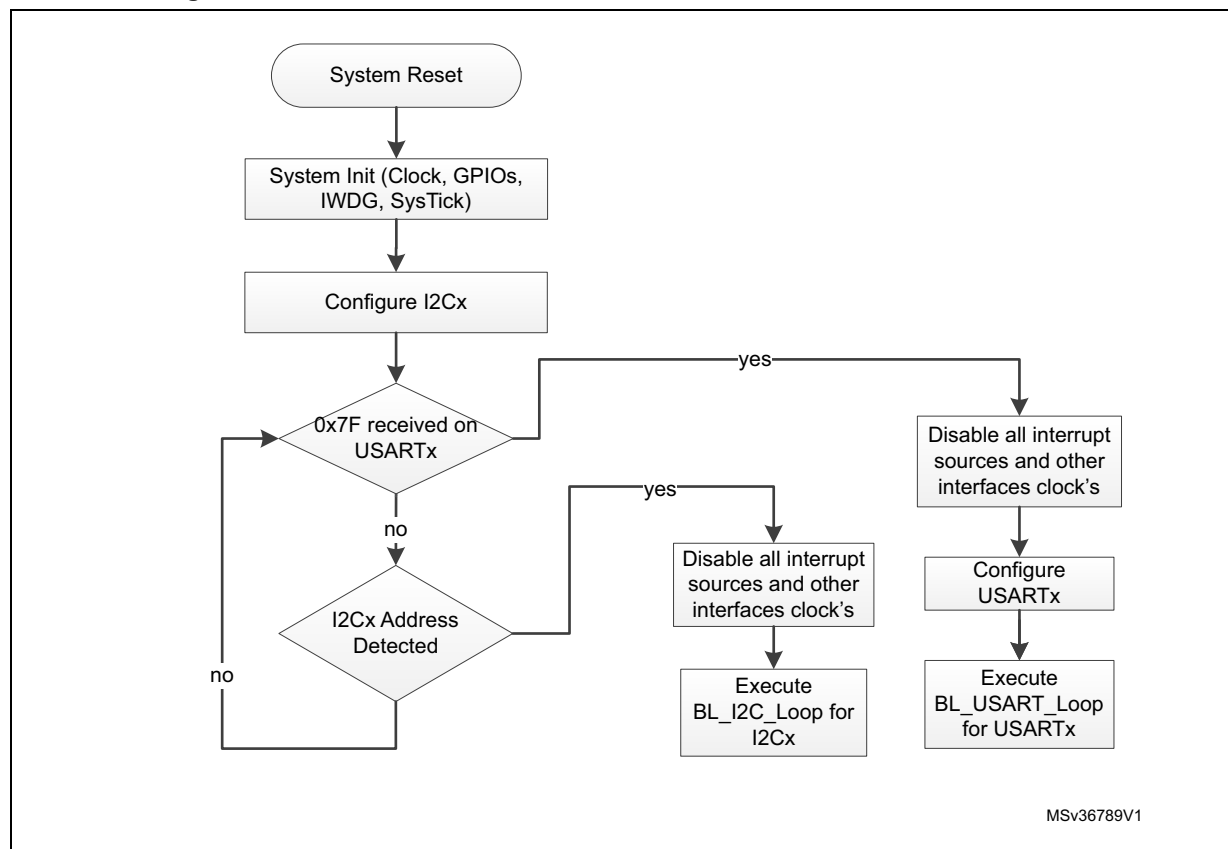 System Reset
System Init (Clock, GPIOs,
IWDG, SysTick)
Configure I2Cx
yes
0x7F received on
USARTx
Disable all interrupt
sources and other
interfaces clock's
yes
no
Disable all interrupt
sources and other
interfaces clock's
Configure
USARTx
I2Cx Address
Detected
no
Execute
BL_I2C_Loop for
I2Cx
Execute
BL_USART_Loop
for USARTx
MSv36789V1